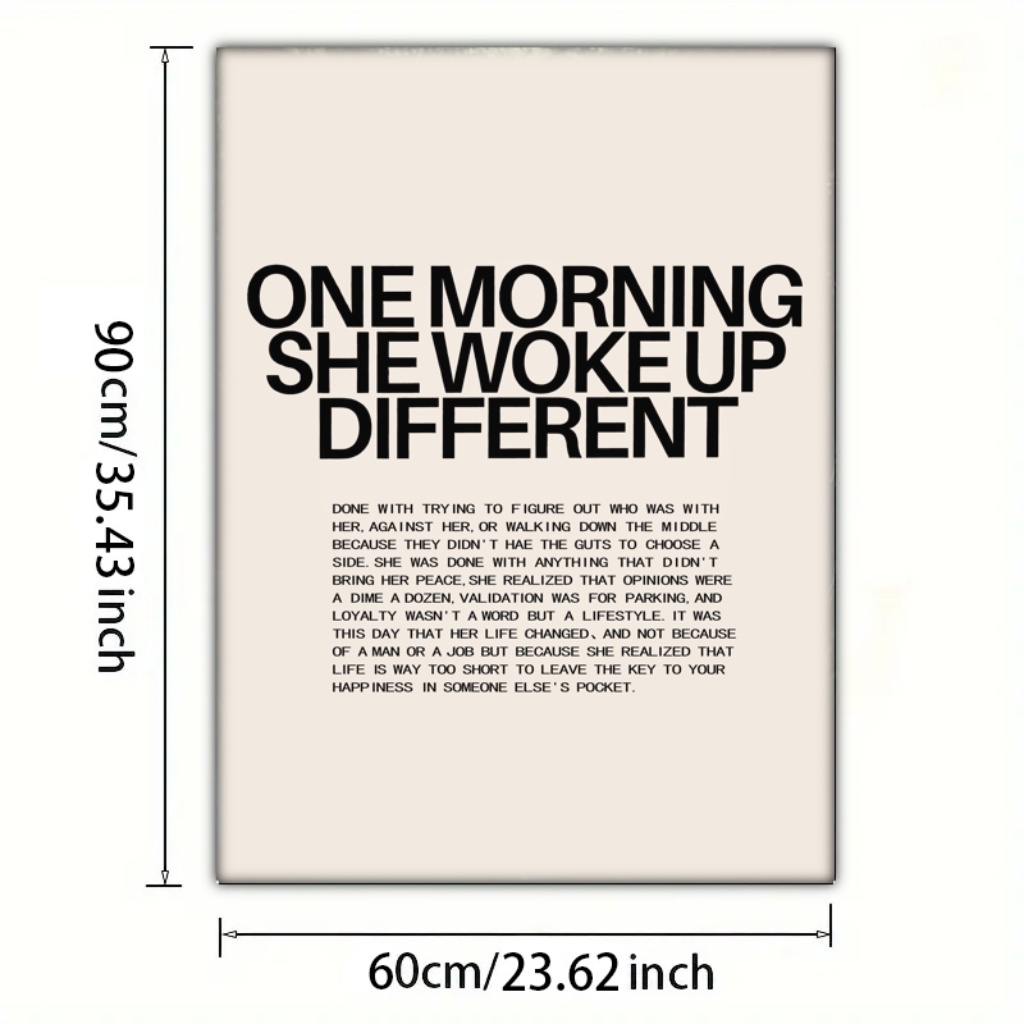 ONE MORNING
SHE WOKE UP
DIFFERENT
DONE WITH TRYING TO FIGURE OUT WHO WAS WITH
HER, AGAINST HER, OR WALKING DOWN THE MIDDLE
BECAUSE THEY DIDN'T HAE THE GUTS TO CHOOSE A
SIDE. SHE WAS DONE WITH ANYTHING THAT DIDN'T
BRING HER PEACE, SHE REALIZED THAT OPINIONS WERE
A DIME A DOZEN, VALIDATION WAS FOR PARKING, AND
LOYALTY WASN'T A WORD BUT A LIFESTYLE. IT WAS
THIS DAY THAT HER LIFE CHANGED、AND NOT BECAUSE
OF A MAN OR A JOB BUT BECAUSE SHE REALIZED THAT
LIFE IS WAY TOO SHORT TO LEAVE THE KEY TO YOUR
HAPPINESS IN SOMEONE ELSE'S POCKET.
90cm/35.43inch
60cm/23.62inch